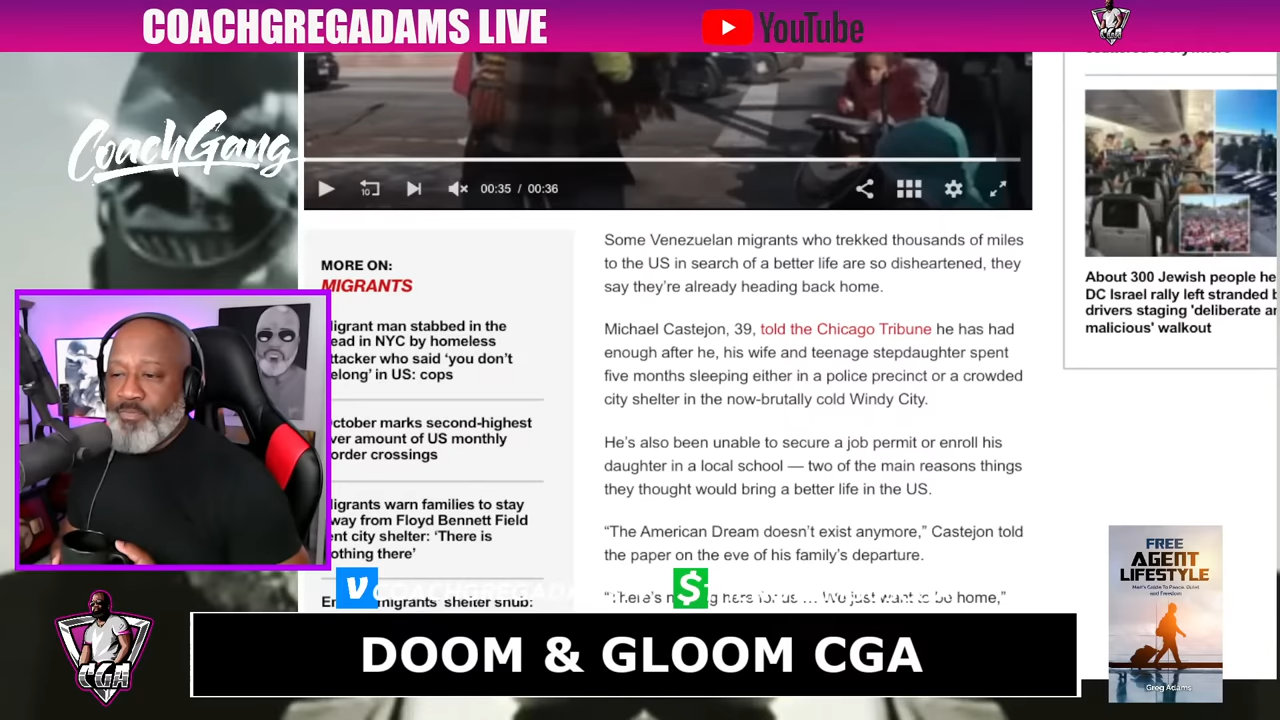 COACHGREGADAMS LIVE
YouTube
CGA
CoachGang
10
00:35 / 00:36
MORE ON:
MIGRANTS
igrant man stabbed in the
ead in NYC by homeless
ttacker who said ‘you don’t
elong’ in US: cops
ctober marks second-highest
ver amount of US monthly
order crossings
igrants warn families to stay
way from Floyd Bennett Field
ent city shelter: ‘There is
othing there’
migrants' shelter snub:
Some Venezuelan migrants who trekked thousands of miles
to the US in search of a better life are so disheartened, they
say they’re already heading back home.
Michael Castejon, 39, told the Chicago Tribune he has had
enough after he, his wife and teenage stepdaughter spent
five months sleeping either in a police precinct or a crowded
city shelter in the now-brutally cold Windy City.
He’s also been unable to secure a job permit or enroll his
daughter in a local school — two of the main reasons things
they thought would bring a better life in the US.
“The American Dream doesn’t exist anymore,” Castejon told
the paper on the eve of his family’s departure.
home,”
About 300 Jewish people he
DC Israel rally left stranded b
drivers staging 'deliberate an
malicious' walkout
FREE
AGENT
LIFESTYLE
Men's Guide To Peace, Quiet
and Freedom
Greg Adams
CGA
DOOM & GLOOM CGA